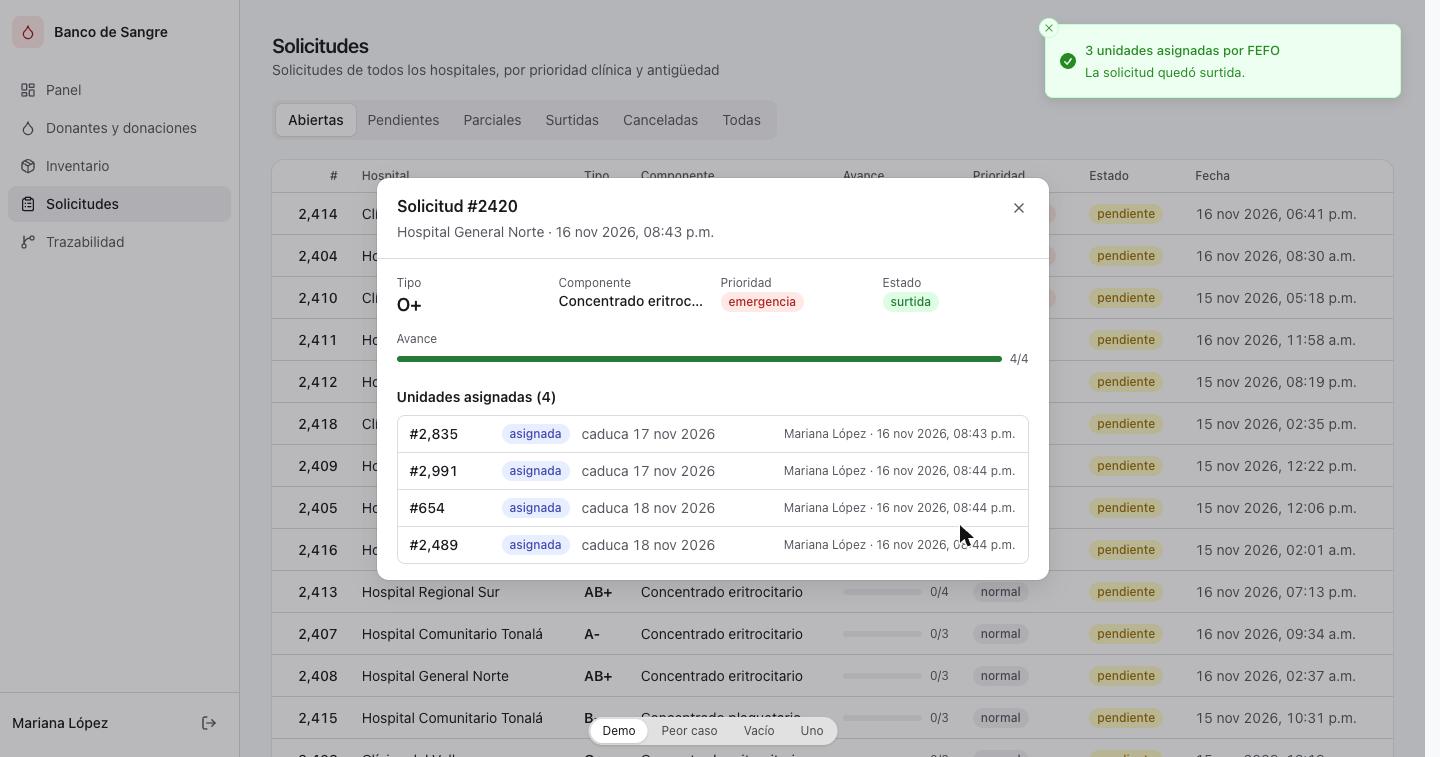 Banco de Sangre
Panel
Donantes y donaciones
Inventario
Solicitudes
Trazabilidad
Mariana López
Solicitudes
Solicitudes de todos los hospitales, por prioridad clínica y antigüedad
Abiertas Pendientes Parciales Surtidas Canceladas Todas
3 unidades asignadas por FEFO
La solicitud quedó surtida.
# Hospital Tipo Componente Avance Prioridad Estado Fecha
2,414 pendiente 16 nov 2026, 06:41 p.m.
2,404 pendiente 16 nov 2026, 08:30 a.m.
2,410 pendiente 15 nov 2026, 05:18 p.m.
2,411 pendiente 16 nov 2026, 11:58 a.m.
2,412 pendiente 15 nov 2026, 08:19 p.m.
2,418 pendiente 15 nov 2026, 02:35 p.m.
2,409 pendiente 15 nov 2026, 12:22 p.m.
2,405 pendiente 15 nov 2026, 12:06 p.m.
2,416 pendiente 15 nov 2026, 02:01 a.m.
2,413 Hospital Regional Sur AB+ Concentrado eritrocitario 0/4 normal pendiente 16 nov 2026, 07:13 p.m.
2,407 Hospital Comunitario Tonalá A- Concentrado eritrocitario 0/3 normal pendiente 16 nov 2026, 09:34 a.m.
2,408 Hospital General Norte AB+ Concentrado eritrocitario 0/3 normal pendiente 16 nov 2026, 02:37 a.m.
2,415 Hospital Comunitario Tonalá 0/3 normal pendiente 15 nov 2026, 10:31 p.m.
Solicitud #2420
Hospital General Norte · 16 nov 2026, 08:43 p.m.
Tipo Componente Prioridad Estado
O+ Concentrado eritroc... emergencia surtida
Avance
4/4
Unidades asignadas (4)
#2,835 asignada caduca 17 nov 2026 Mariana López · 16 nov 2026, 08:43 p.m.
#2,991 asignada caduca 17 nov 2026 Mariana López · 16 nov 2026, 08:44 p.m.
#654 asignada caduca 18 nov 2026 Mariana López · 16 nov 2026, 08:44 p.m.
#2,489 asignada caduca 18 nov 2026 Mariana López · 16 nov 2026, 08:44 p.m.
Demo Peor caso Vacío Uno